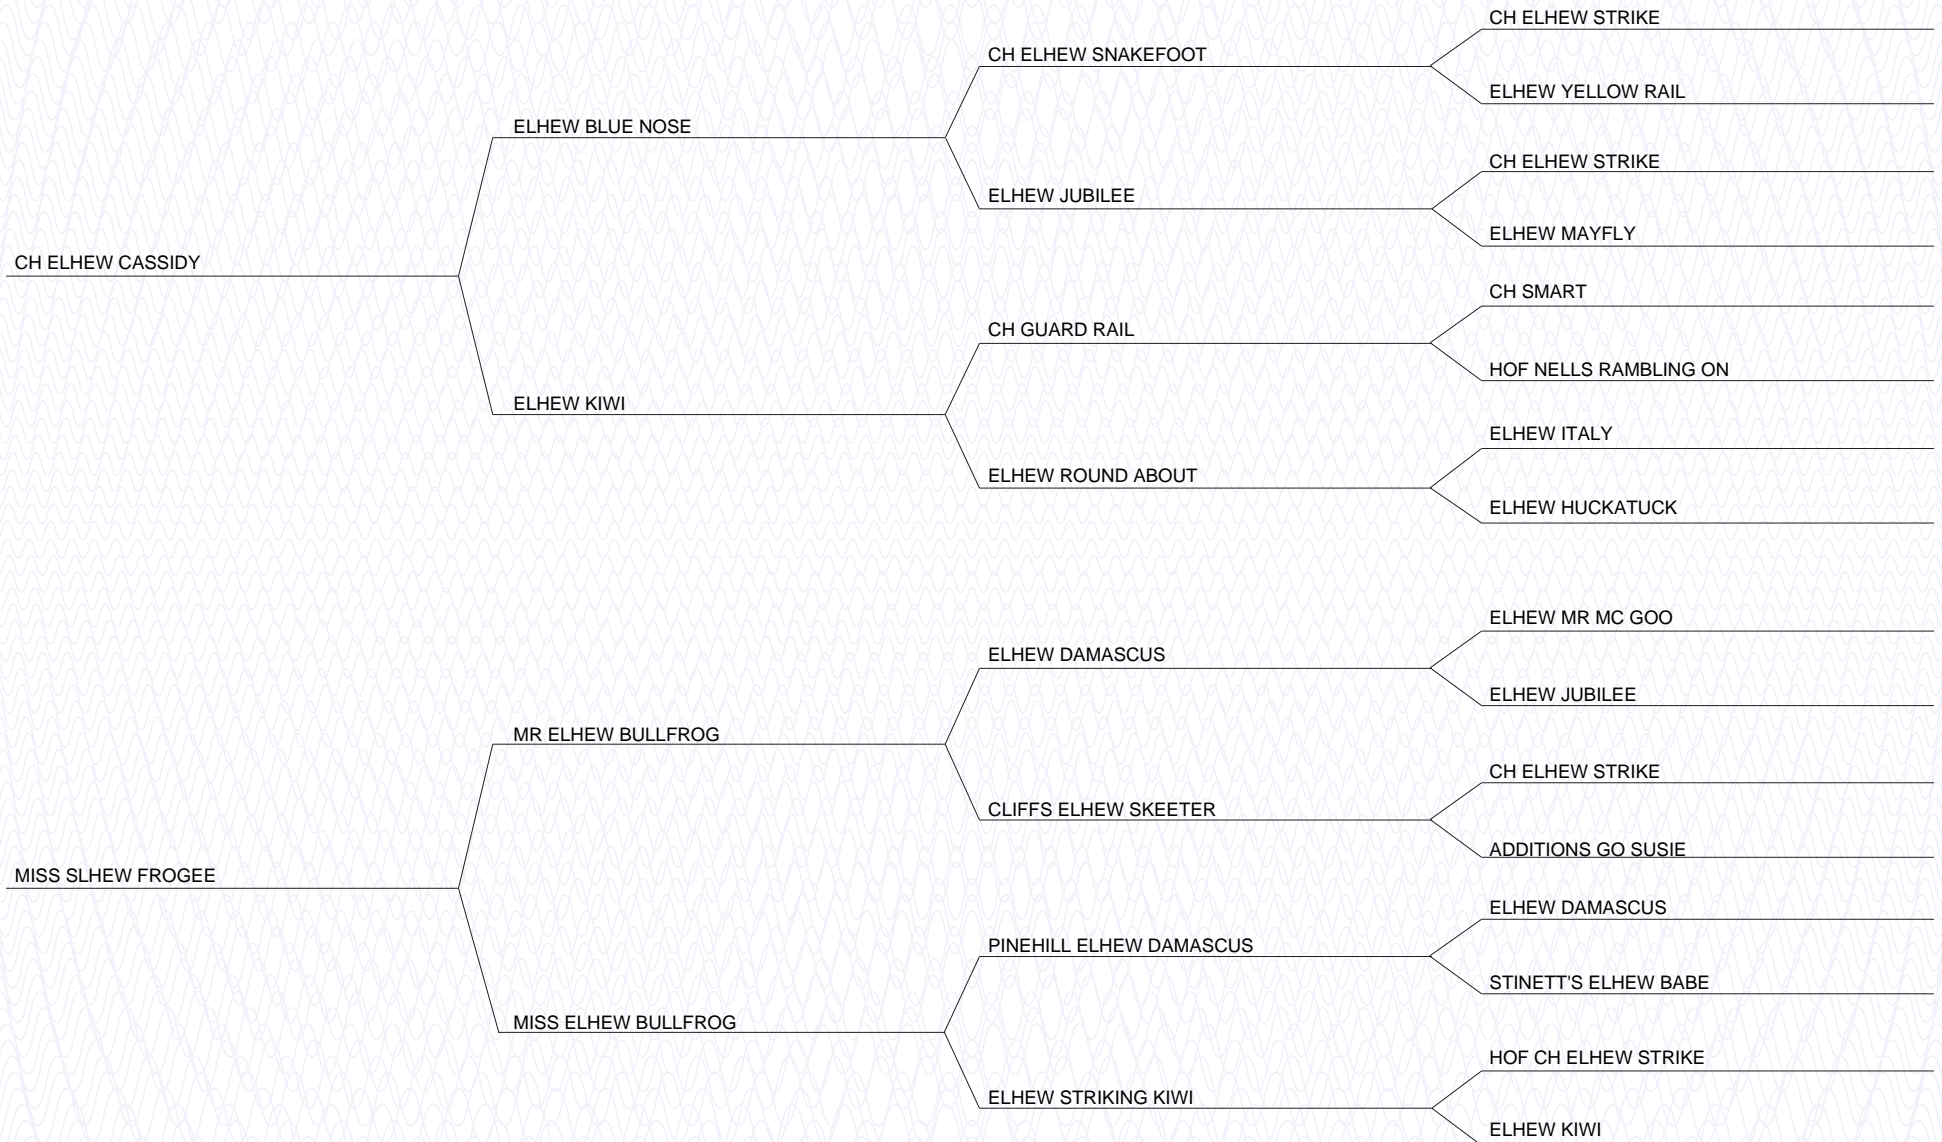 CH ELHEW STRIKE
CH ELHEW SNAKEFOOT
ELHEW YELLOW RAIL
ELHEW BLUE NOSE
CH ELHEW STRIKE
ELHEW JUBILEE
ELHEW MAYFLY
CH ELHEW CASSIDY
CH SMART
CH GUARD RAIL
HOF NELLS RAMBLING ON
ELHEW KIWI
ELHEW ITALY
ELHEW ROUND ABOUT
ELHEW HUCKATUCK
ELHEW MR MC GOO
ELHEW DAMASCUS
ELHEW JUBILEE
MR ELHEW BULLFROG
CH ELHEW STRIKE
CLIFFS ELHEW SKEETER
ADDITIONS GO SUSIE
MISS SLHEW FROGEE
ELHEW DAMASCUS
PINEHILL ELHEW DAMASCUS
STINETT'S ELHEW BABE
MISS ELHEW BULLFROG
HOF CH ELHEW STRIKE
ELHEW STRIKING KIWI
ELHEW KIWI